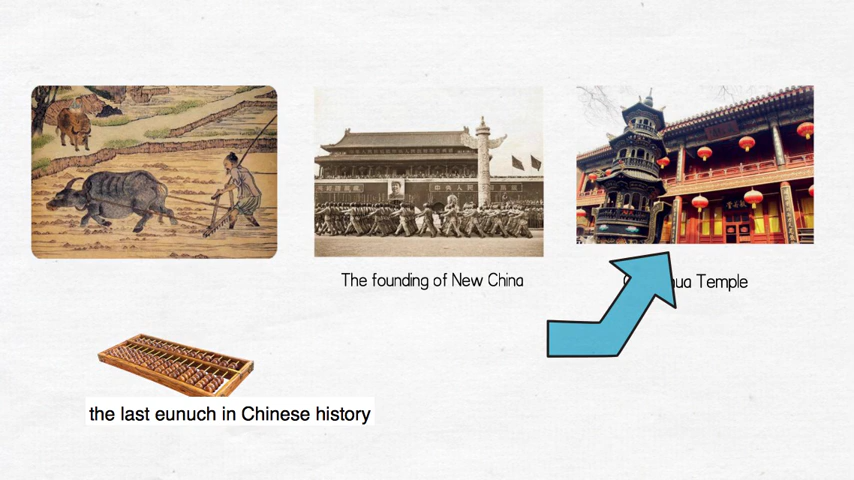 The founding of New China
Temple
the last eunuch in Chinese history